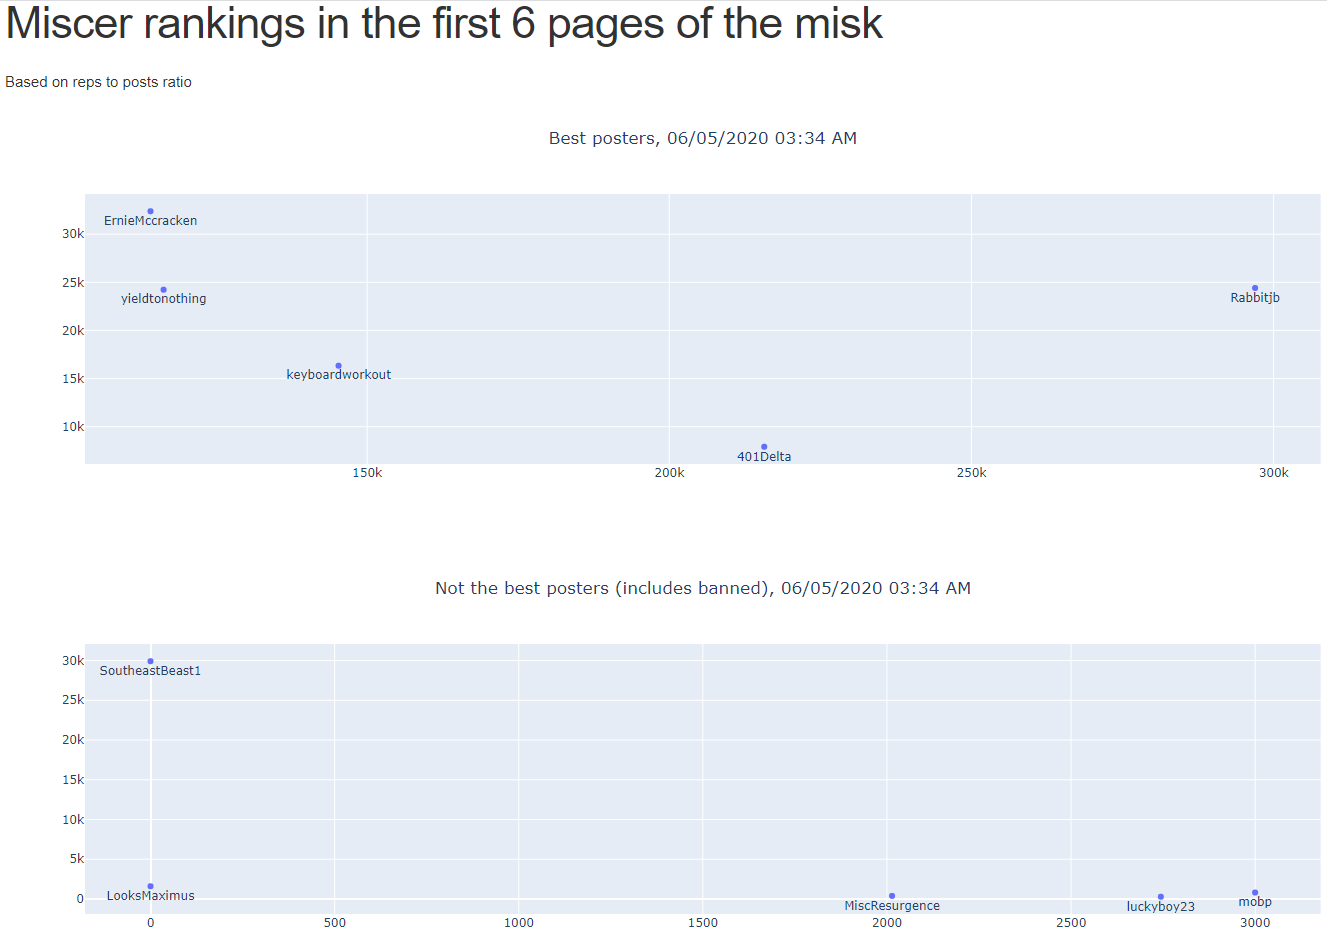 Miscer rankings in the first 6 pages of the misk
Based on reps to posts ratio
Best posters, 06/05/2020 03:34 AM
ErnieMccracken
30k
25k
yieldtonothing
Rabbitjb
20k
keyboardworkout
15k
10k
401Delta
150k 200k 250k 300k
Not the best posters (includes banned), 06/05/2020 03:34 AM
30k
SoutheastBeast1
25k
20k
15k
10k
5k
0
LooksMaximus
MiscResurgence
luckyboy23
mobp
0 500 1000 1500 2000 2500 3000